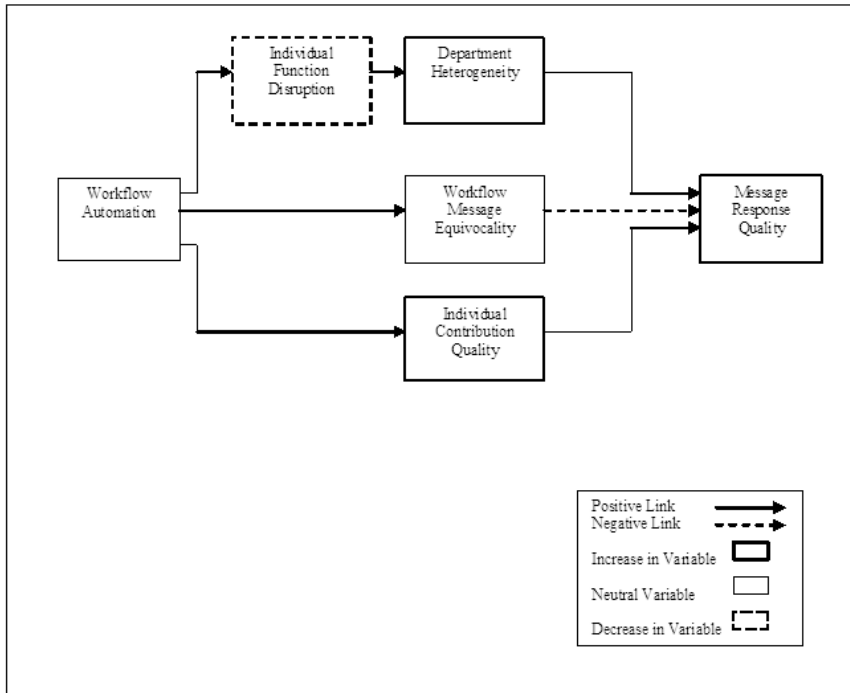 Individual
Function
Disruption
Department
Heterogeneity
Workflow
Automation
Workflow
Message
Equivocality
Message
Response
Quality
Individual
Contribution
Quality
Positive Link
Negative Link
Increase in Variable
Neutral Variable
Decrease in Variable